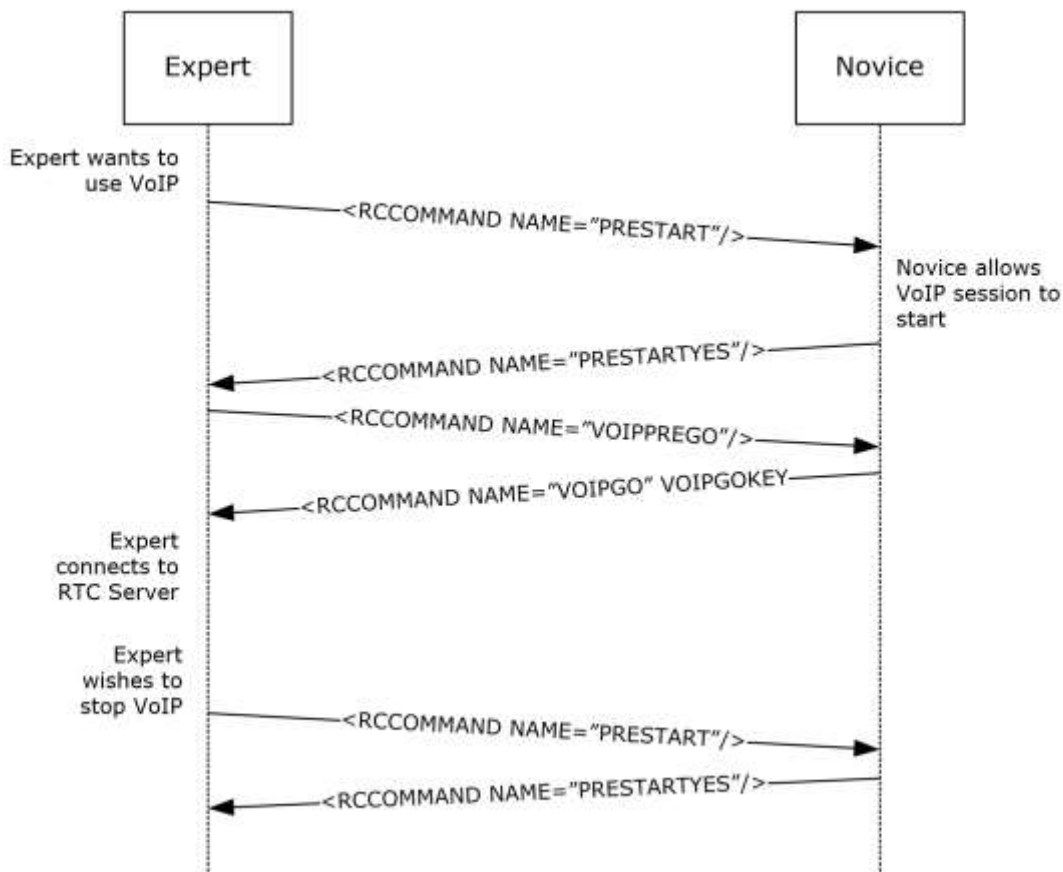 Expert
Novice
Expert wants to
use VoIP
<RCCOMMAND NAME=”PRESTART”/>
Novice allows
VoIP session to
start
<RCCOMMAND NAME=”PRESTARTYES”/>
<RCCOMMAND NAME=”VOIPPREGO”/>
<RCCOMMAND NAME=”VOIPGO” VOIPGOKEY
Expert
connects to
RTC Server
Expert
wishes to
stop VoIP
<RCCOMMAND NAME=”PRESTART”/>
<RCCOMMAND NAME=”PRESTARTYES”/>